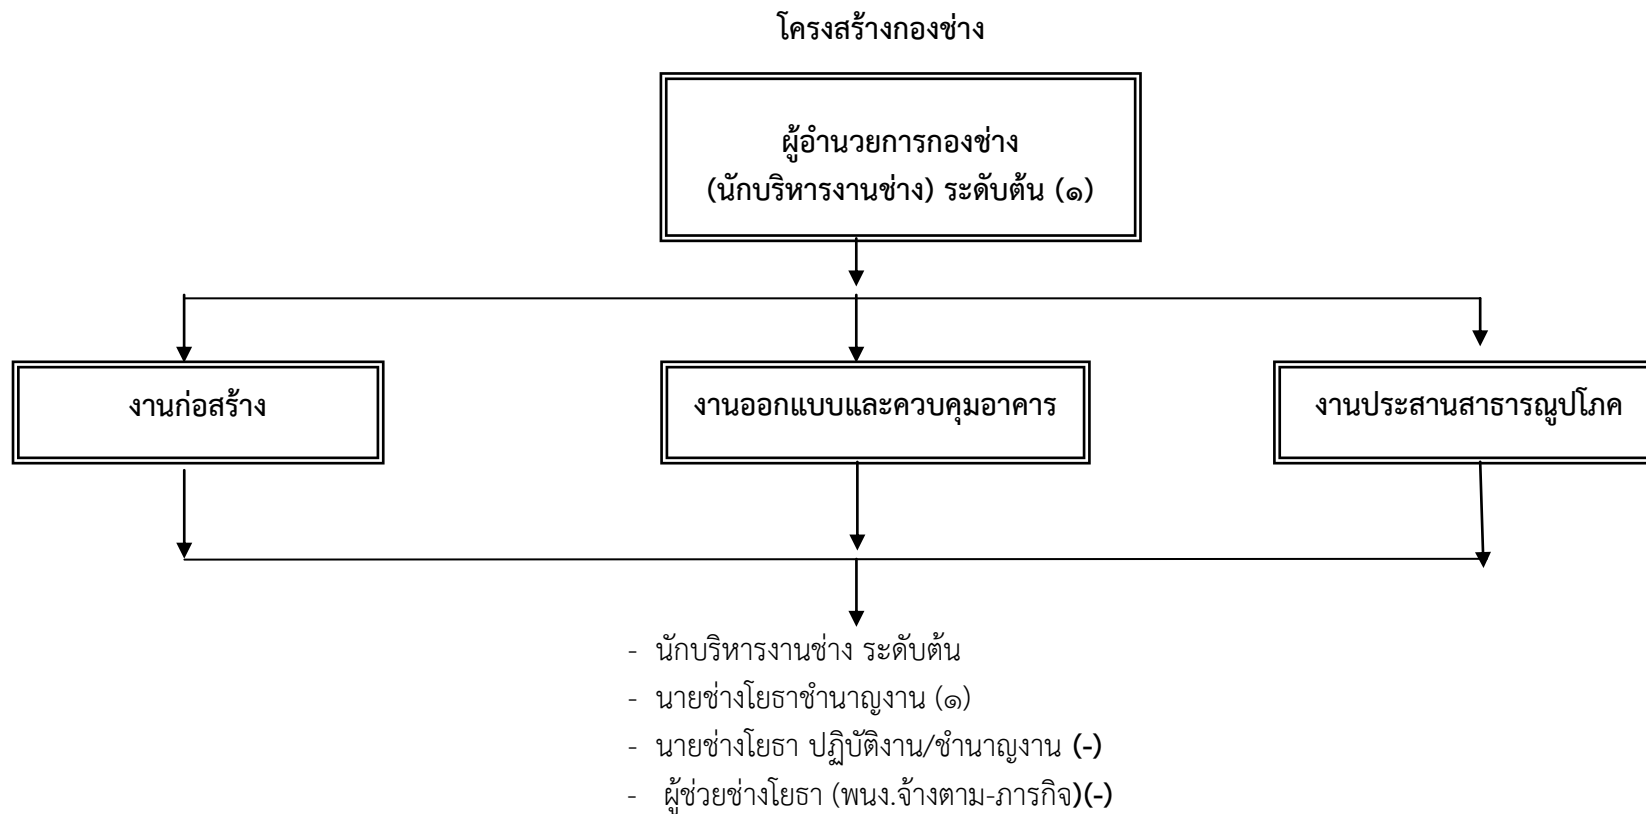 โครงสร้างกองช่าง
ผู้อำนวยการกองช่าง
(นักบริหารงานช่าง) ระดับต้น (๑)
งานก่อสร้าง
งานออกแบบและควบคุมอาคาร
งานประสานสาธารณูปโภค
- นักบริหารงานช่าง ระดับต้น
- นายช่างโยธาชำนาญงาน (๑)
- นายช่างโยธา ปฏิบัติงาน/ชำนาญงาน (-)
- ผู้ช่วยช่างโยธา (พนง.จ้างตาม-ภารกิจ)(-)